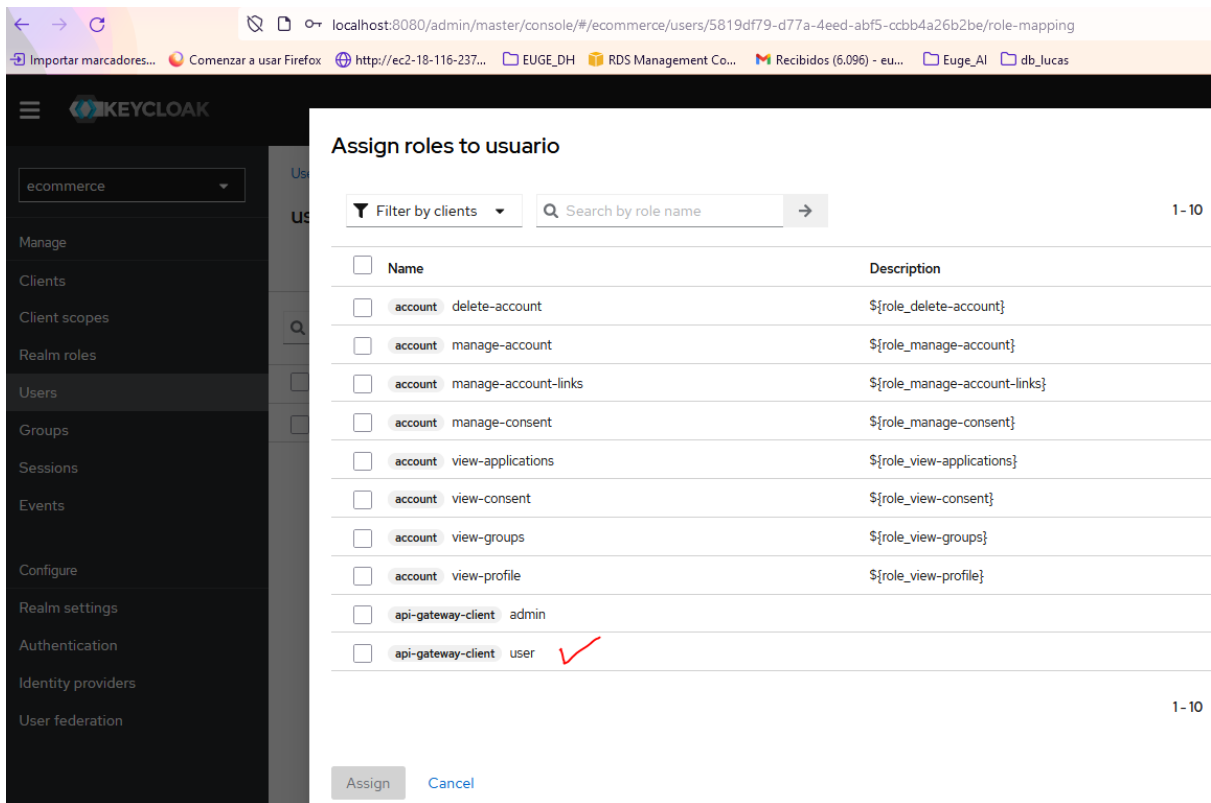 localhost:8080/admin/master/console/#/ecommerce/users/5819df79-d77a-4eed-abf5-ccbb4a26b2be/role-mapping
Importar marcadores... Comenzar a usar Firefox http://ec2-18-116-237... EUGE_DH RDS Management Co... Recibidos (6.096) - eu... Euge_AI db_lucas
KEYCLOAK
Assign roles to usuario
ecommerce
Use
us
Filter by clients Search by role name 1 - 10
Manage
Name Description
Clients
account delete-account ${role_delete-account}
Client scopes
account manage-account ${role_manage-account}
Realm roles
account manage-account-links ${role_manage-account-links}
Users
account manage-consent ${role_manage-consent}
Groups
account view-applications ${role_view-applications}
Sessions
account view-consent ${role_view-consent}
Events
account view-groups ${role_view-groups}
Configure
account view-profile ${role_view-profile}
Realm settings
api-gateway-client admin
Authentication
api-gateway-client user
Identity providers
User federation
1 - 10
Assign Cancel